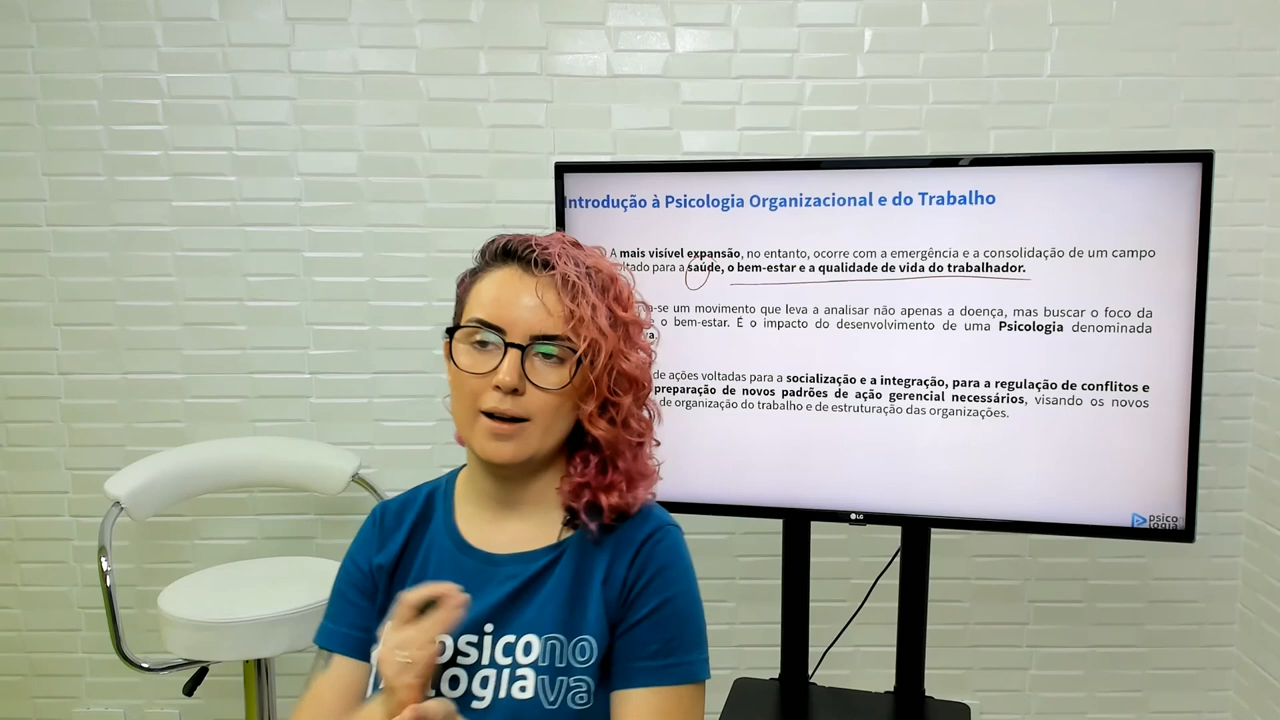 Introdução à Psicologia Organizacional e do Trabalho
A mais visível expansão, no entanto, ocorre com a emergência e a consolidação de um campo
para a saúde, o bem-estar e a qualidade de vida do trabalhador.
se um movimento que leva a analisar não apenas a doença, mas buscar o foco da
e o bem-estar. É o impacto do desenvolvimento de uma Psicologia denominada
de ações voltadas para a socialização e a integração, para a regulação de conflitos e
preparação de novos padrões de ação gerencial necessários, visando os novos
de organização do trabalho e de estruturação das organizações.
LG
psico
logia
psicono
logiava